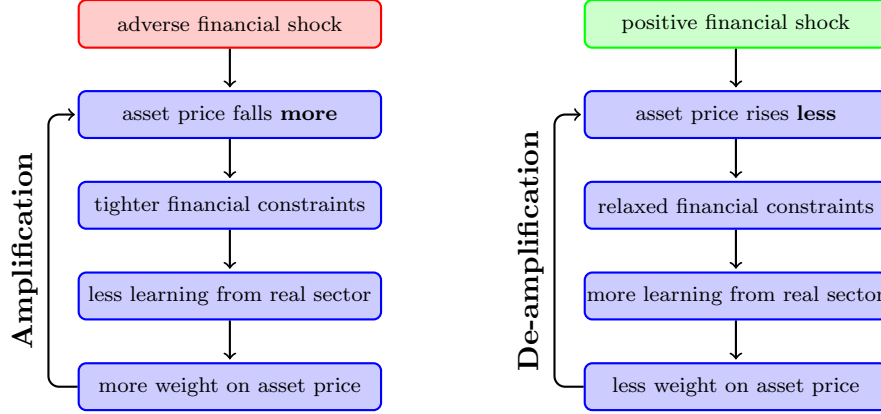 adverse financial shock
asset price falls more
tighter financial constraints
less learning from real sector
more weight on asset price
Amplification
positive financial shock
asset price rises less
relaxed financial constraints
more learning from real sector
less weight on asset price
De-amplification